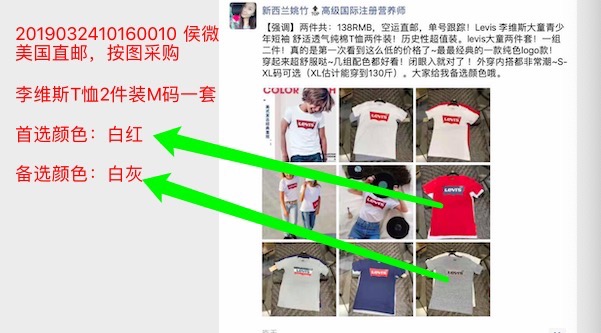 2019032410160010 侯微
美国直邮，按图采购
李维斯T恤2件装M码一套
首选颜色：白红
备选颜色：白灰
新西兰姚竹 高级国际注册营养师
【强调】两件共：138RMB，空运直邮，单号跟踪！Levis 李维斯大童青少
年短袖 舒适透气纯棉T恤两件装！历史性超值装。levis大童两件套！一组
二件！真的是第一次看到这么低的价格了~最最经典的一款纯色logo款！
穿起来超舒服哒~几组配色都好看！闭眼入就对了 ！外穿内搭都非常潮~S-
XL码可选（XL估计能穿到130斤）。大家给我备选颜色哦。
Levi's
Levi's
Levi's
Levi's
Levi's
Levi's
Levi's